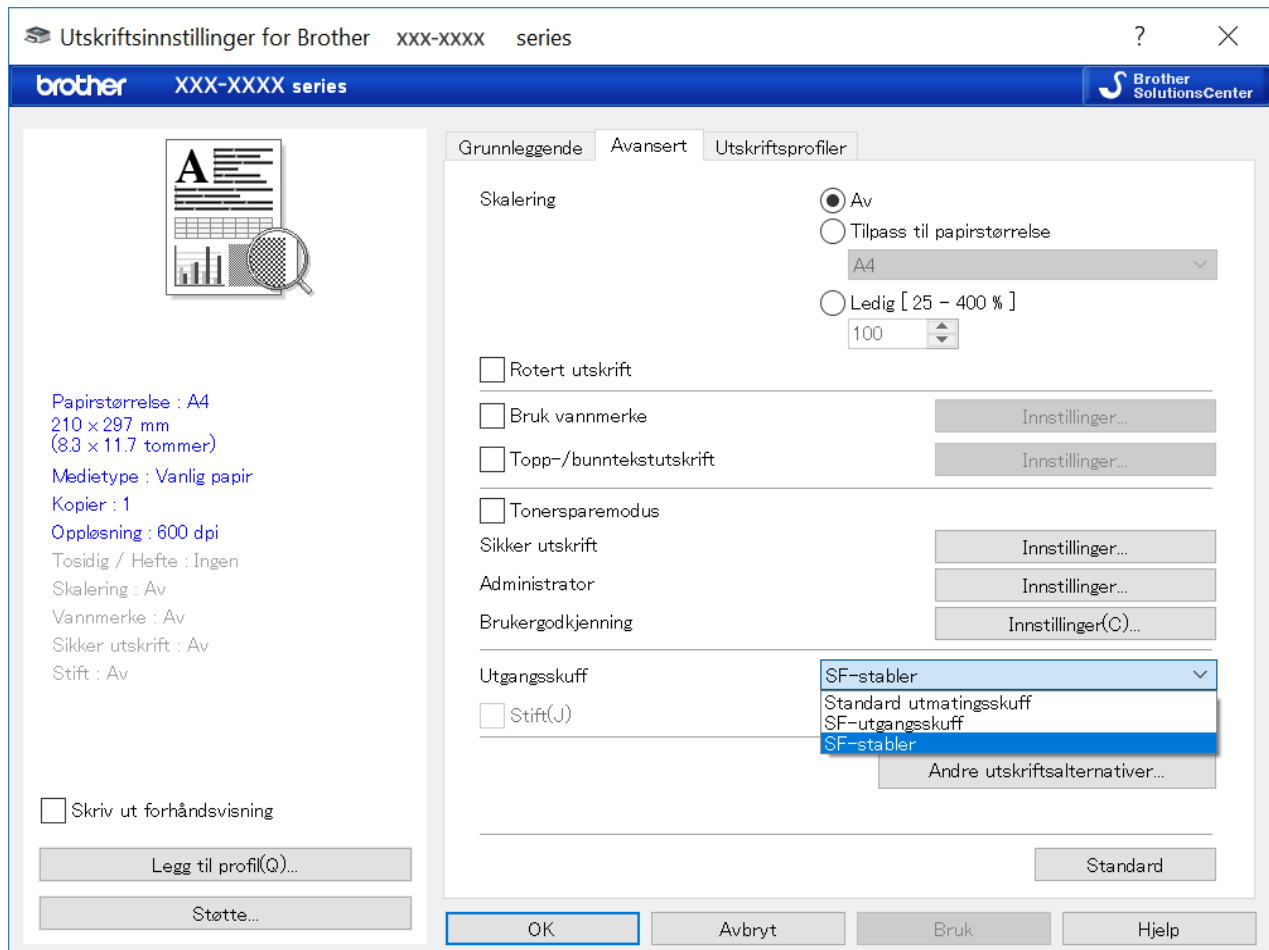 Utskriftsinnstillinger for Brother xxx-xxxx series
brother XXX-XXXX series
Brother
SolutionsCenter
A
Papirstørrelse : A4
210 x 297 mm
(8.3 x 11.7 tommer)
Medietype : Vanlig papir
Kopier : 1
Oppløsning : 600 dpi
Tosidig / Hefte : Ingen
Skalering : Av
Vannmerke : Av
Sikker utskrift : Av
Stift : Av
Skriv ut forhåndsvisning
Legg til profil(Q)...
Støtte...
Grunnleggende Avansert Utskriftsprofiler
Skalering
Av
Tilpass til papirstørrelse
A4
Ledig [ 25 - 400 % ]
100
Rotert utskrift
Bruk vannmerke Innstillinger...
Topp-/bunntekstutskrift Innstillinger...
Tonersparemodus
Sikker utskrift Innstillinger...
Administrator Innstillinger...
Brukergodkjenning Innstillinger(C)...
Utgangsskuff SF-stabler
Standard utmatingsskuff
Stift(J) SF-utgangsskuff
SF-stabler
Andre utskriftsalternativer...
Standard
OK Avbryt Bruk Hjelp